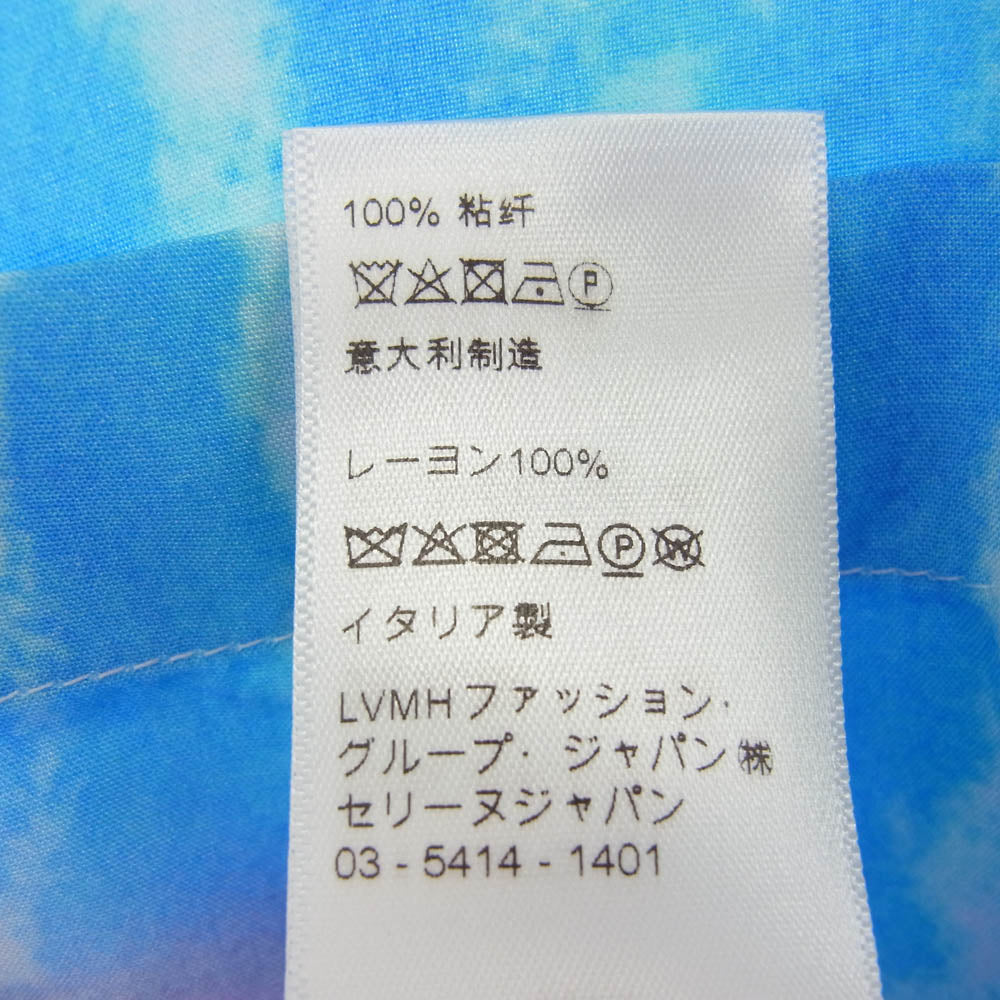 100% 粘纤
P
意大利制造
レーヨン100%
P W
イタリア製
LVMHファッション・
グループ・ ジャパン㈱
セリーヌジャパン
03 - 5414 - 1401